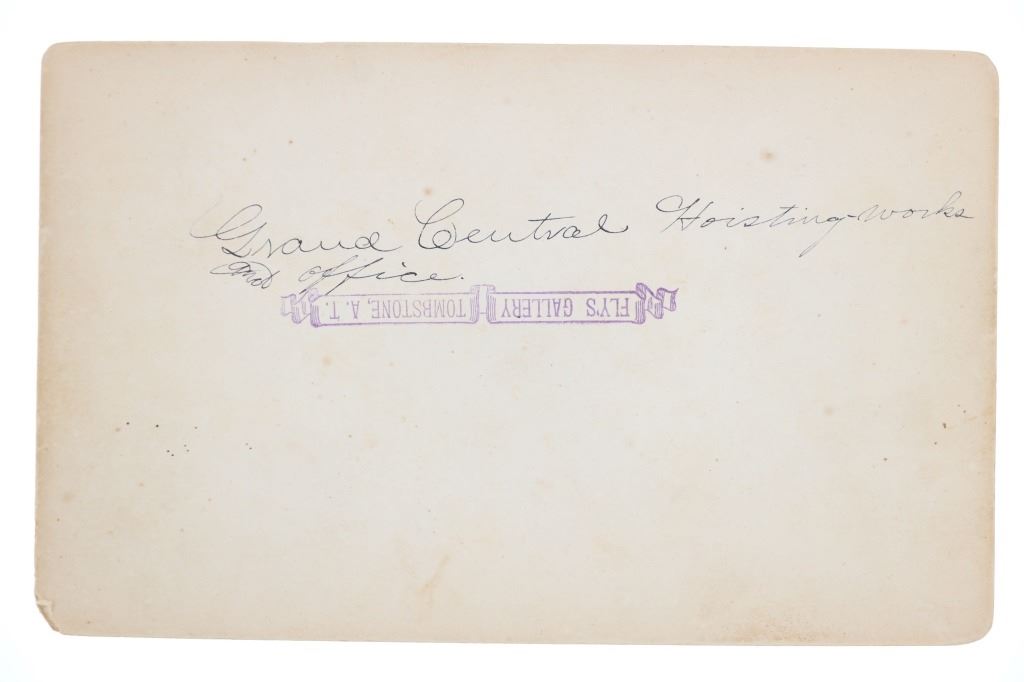 Grand Central Hoisting-works
and office.
FLY'S GALLERY TOMBSTONE, A. T.